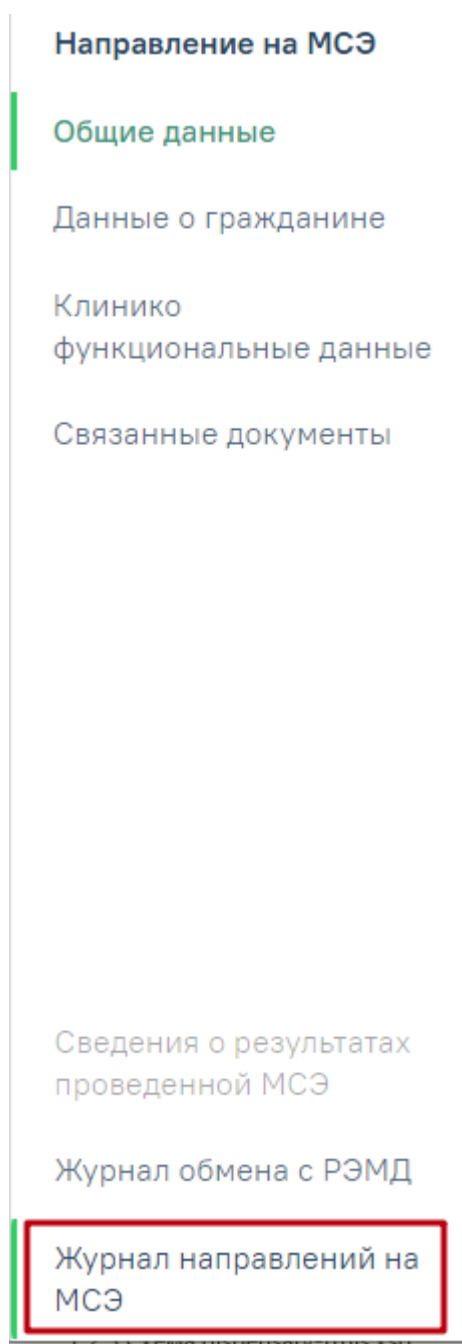 Направление на МСЭ
Общие данные
Данные о гражданине
Клинико
функциональные данные
Связанные документы
Сведения о результатах
проведенной МСЭ
Журнал обмена с РЭМД
Журнал направлений на
МСЭ